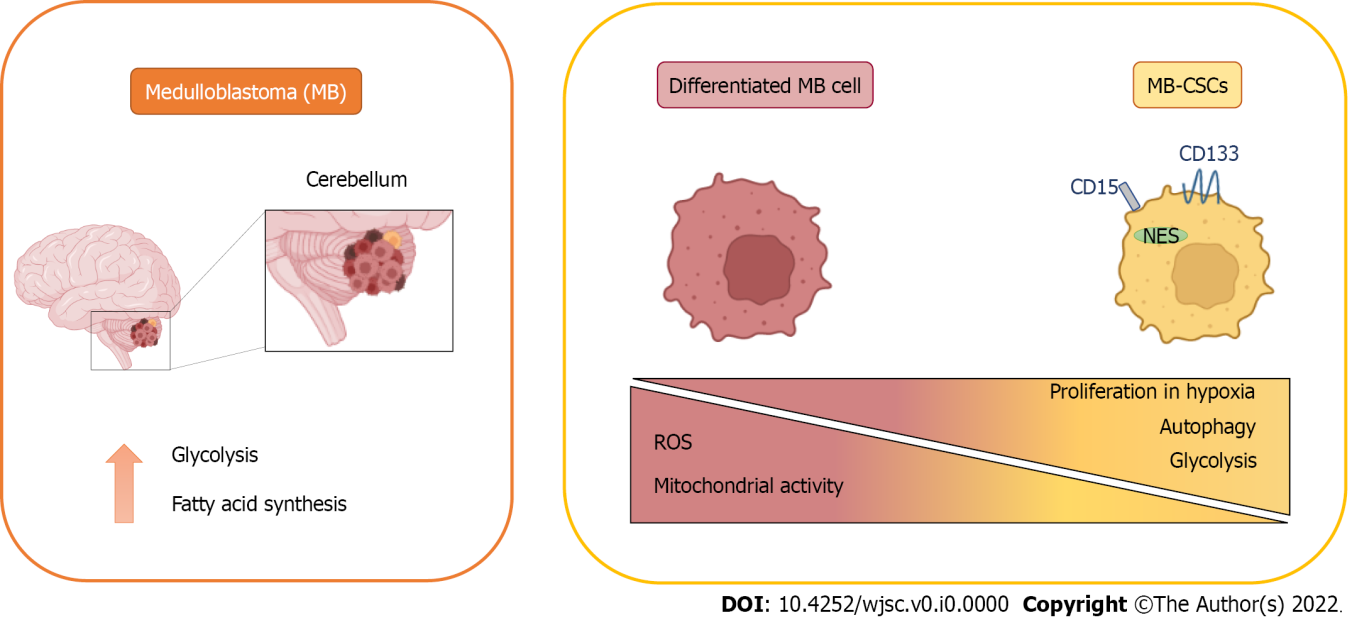 Medulloblastoma (MB)
Cerebellum
Glycolysis
Fatty acid synthesis
Differentiated MB cell
MB-CSCs
CD133
CD15
NES
Proliferation in hypoxia
Autophagy
Glycolysis
ROS
Mitochondrial activity
DOI: 10.4252/wjsc.v0.i0.0000 Copyright ©The Author(s) 2022.